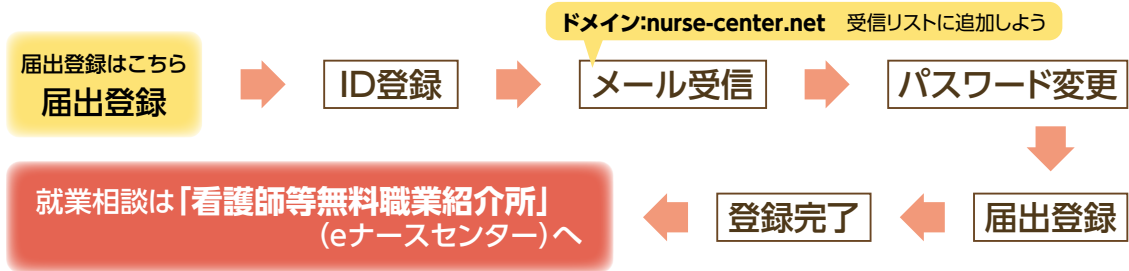 ドメイン:nurse-center.net 受信リストに追加しよう
届出登録はこちら
届出登録
ID登録
メール受信
パスワード変更
届出登録
登録完了
就業相談は「看護師等無料職業紹介所」
(eナースセンター)へ